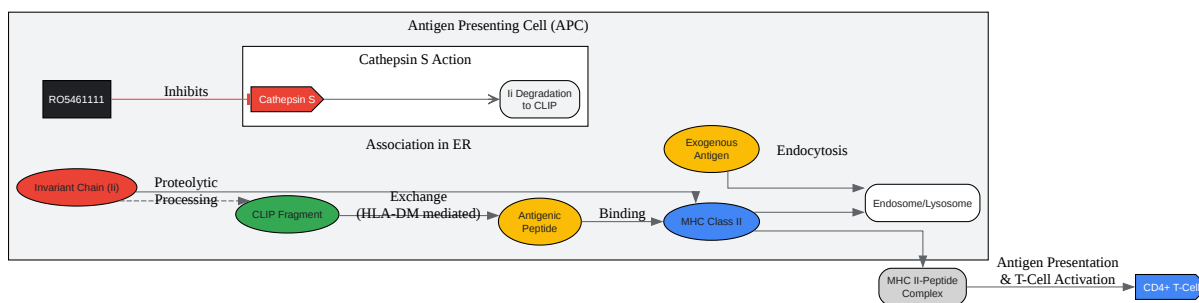 Antigen Presenting Cell (APC)
Cathepsin S Action
RO5461111
Inhibits
Cathepsin S
Ii Degradation
to CLIP
Association in ER
Exogenous
Antigen
Endocytosis
Invariant Chain (Ii)
Proteolytic
Processing
CLIP Fragment
Exchange
(HLA-DM mediated)
Antigenic
Peptide
Binding
MHC Class II
Endosome/Lysosome
MHC II-Peptide
Complex
Antigen Presentation
& T-Cell Activation
CD4+ T-Cell